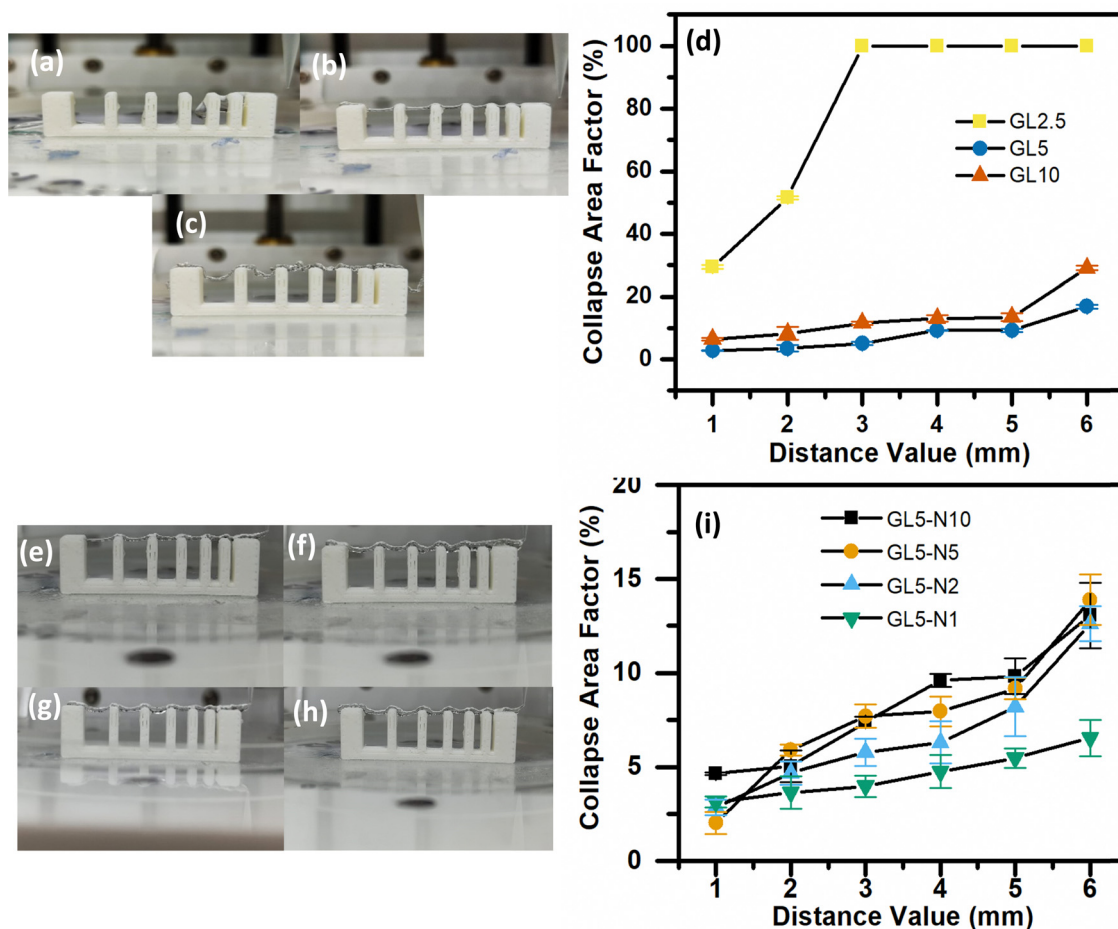 (a)
(b)
(c)
(d)
Collapse Area Factor (%)
100
80
60
40
20
0
GL2.5
GL5
GL10
1 2 3 4 5 6
Distance Value (mm)
(e)
(f)
(g)
(h)
(i)
Collapse Area Factor (%)
20
15
10
5
0
GL5-N10
GL5-N5
GL5-N2
GL5-N1
1 2 3 4 5 6
Distance Value (mm)